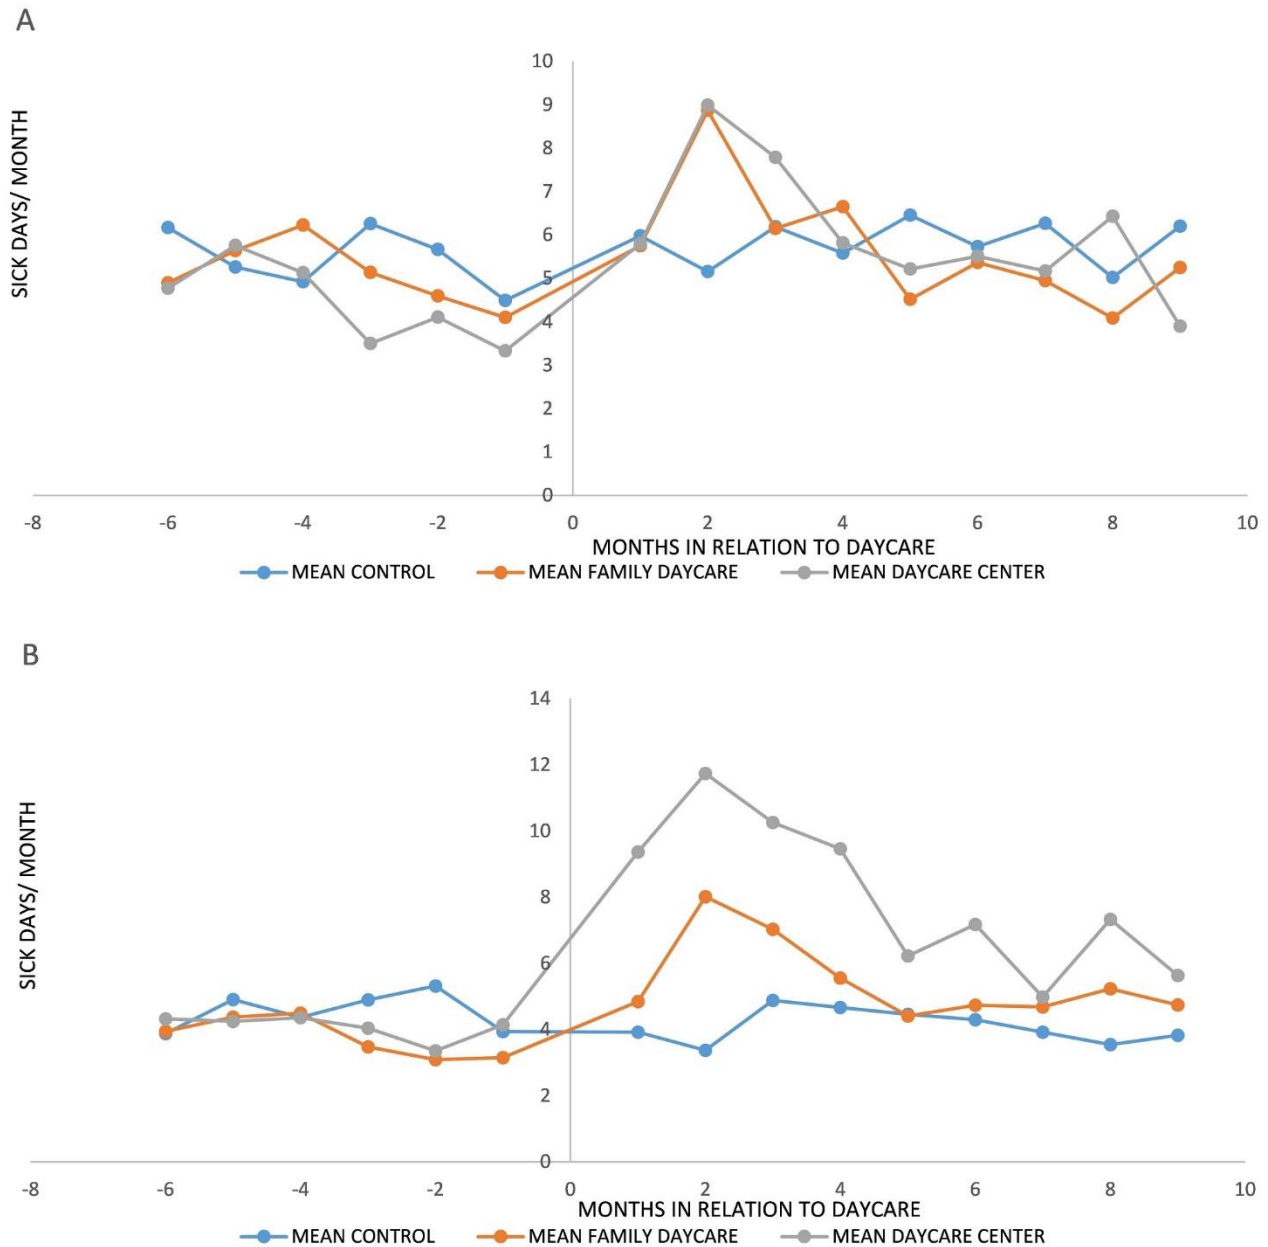 A
SICK DAYS/ MONTH
10
9
8
7
6
5
4
3
2
1
0
-8 -6 -4 -2 0 2 4 6 8 10
MONTHS IN RELATION TO DAYCARE
MEAN CONTROL MEAN FAMILY DAYCARE MEAN DAYCARE CENTER
B
SICK DAYS/ MONTH
14
12
10
8
6
4
2
0
-8 -6 -4 -2 0 2 4 6 8 10
MONTHS IN RELATION TO DAYCARE
MEAN CONTROL MEAN FAMILY DAYCARE MEAN DAYCARE CENTER